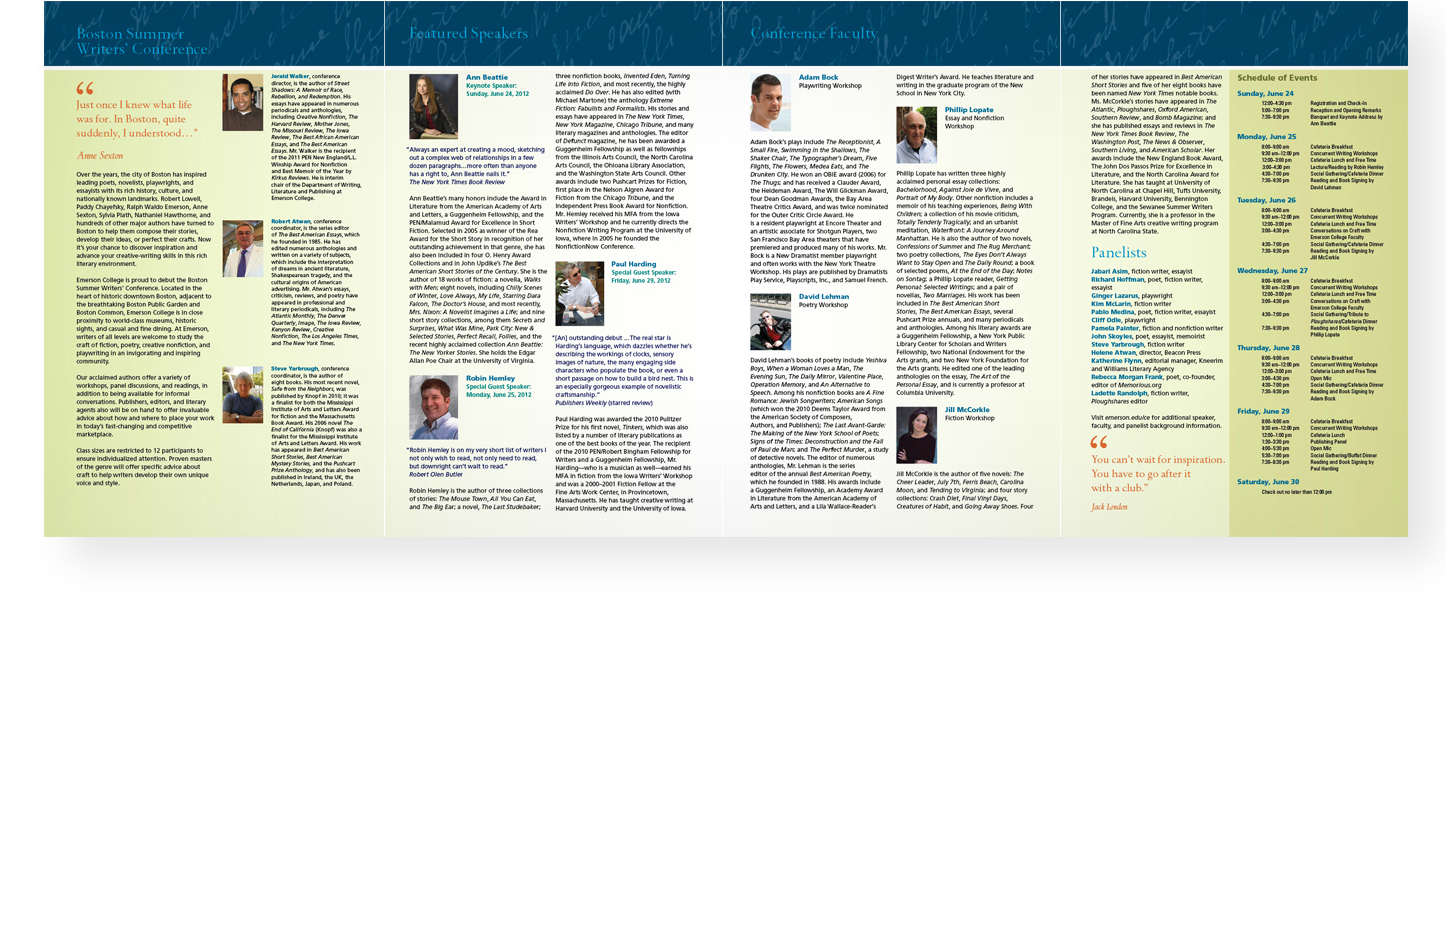 Boston Summer
Writers' Conference
Featured Speakers
Conference Faculty
“
Just once I knew what life
was for. In Boston, quite
suddenly, I understood…”
Anne Sexton
Over the years, the city of Boston has inspired
leading poets, novelists, playwrights, and
essayists with its rich history, culture, and
nationally known landmarks. Robert Lowell,
Paddy Chayefsky, Ralph Waldo Emerson, Anne
Sexton, Sylvia Plath, Nathaniel Hawthorne, and
hundreds of other major authors have turned to
Boston to help them compose their stories,
develop their ideas, or perfect their crafts. Now
it's your chance to discover inspiration and
advance your creative-writing skills in this rich
literary environment.
Emerson College is proud to debut the Boston
Summer Writers' Conference. Located in the
heart of historic downtown Boston, adjacent to
the breathtaking Boston Public Garden and
Boston Common, Emerson College is in close
proximity to world-class museums, historic
sights, and casual and fine dining. At Emerson,
writers of all levels are welcome to study the
craft of fiction, poetry, creative nonfiction, and
playwriting in an invigorating and inspiring
community.
Our acclaimed authors offer a variety of
workshops, panel discussions, and readings, in
addition to being available for informal
conversations. Publishers, editors, and literary
agents also will be on hand to offer invaluable
advice about how and where to place your work
in today's fast-changing and competitive
marketplace.
Class sizes are restricted to 12 participants to
ensure individualized attention. Proven masters
of the genre will offer specific advice about
craft to help writers develop their own unique
voice and style.
Jerald Walker, conference
director, is the author of Street
Shadows: A Memoir of Race,
Rebellion, and Redemption. His
essays have appeared in numerous
periodicals and anthologies,
including Creative Nonfiction, The
Harvard Review, Mother Jones,
The Missouri Review, The Iowa
Review, The Best African American
Essays, and The Best American
Essays. Mr. Walker is the recipient
of the 2011 PEN New England/L.L.
Winship Award for Nonfiction
and Best Memoir of the Year by
Kirkus Reviews. He is interim
chair of the Department of Writing,
Literature and Publishing at
Emerson College.
Robert Atwan, conference
coordinator, is the series editor
of The Best American Essays, which
he founded in 1985. He has
edited numerous anthologies and
written on a variety of subjects,
which include the interpretation
of dreams in ancient literature,
Shakespearean tragedy, and the
cultural origins of American
advertising. Mr. Atwan's essays,
criticism, reviews, and poetry have
appeared in professional and
literary periodicals, including The
Atlantic Monthly, The Denver
Quarterly, Image, The Iowa Review,
Kenyon Review, Creative
Nonfiction, The Los Angeles Times,
and The New York Times.
Steve Yarbrough, conference
coordinator, is the author of
eight books. His most recent novel,
Safe from the Neighbors, was
published by Knopf in 2010; it was
a finalist for both the Mississippi
Institute of Arts and Letters Award
for fiction and the Massachusetts
Book Award. His 2006 novel The
End of California (Knopf) was also a
finalist for the Mississippi Institute
of Arts and Letters Award. His work
has appeared in Best American
Short Stories, Best American
Mystery Stories, and the Pushcart
Prize Anthology, and has also been
published in Ireland, the UK, the
Netherlands, Japan, and Poland.
Ann Beattie
Keynote Speaker:
Sunday, June 24, 2012
“Always an expert at creating a mood, sketching
out a complex web of relationships in a few
dozen paragraphs…more often than anyone
has a right to, Ann Beattie nails it.”
The New York Times Book Review
Ann Beattie's many honors include the Award in
Literature from the American Academy of Arts
and Letters, a Guggenheim Fellowship, and the
PEN/Malamud Award for Excellence in Short
Fiction. Selected in 2005 as winner of the Rea
Award for the Short Story in recognition of her
outstanding achievement in that genre, she has
also been included in four O. Henry Award
Collections and in John Updike's The Best
American Short Stories of the Century. She is the
author of 18 works of fiction: a novella, Walks
with Men; eight novels, including Chilly Scenes
of Winter, Love Always, My Life, Starring Dara
Falcon, The Doctor's House, and most recently,
Mrs. Nixon: A Novelist Imagines a Life; and nine
short story collections, among them Secrets and
Surprises, What Was Mine, Park City: New &
Selected Stories, Perfect Recall, Follies, and the
recent highly acclaimed collection Ann Beattie:
The New Yorker Stories. She holds the Edgar
Allan Poe Chair at the University of Virginia.
Robin Hemley
Special Guest Speaker:
Monday, June 25, 2012
“Robin Hemley is on my very short list of writers I
not only wish to read, not only need to read,
but downright can't wait to read.”
Robert Olen Butler
Robin Hemley is the author of three collections
of stories: The Mouse Town, All You Can Eat,
and The Big Ear; a novel, The Last Studebaker;
three nonfiction books, Invented Eden, Turning
Life into Fiction, and most recently, the highly
acclaimed Do Over. He has also edited (with
Michael Martone) the anthology Extreme
Fiction: Fabulists and Formalists. His stories and
essays have appeared in The New York Times,
New York Magazine, Chicago Tribune, and many
literary magazines and anthologies. The editor
of Defunct magazine, he has been awarded a
Guggenheim Fellowship as well as fellowships
from the Illinois Arts Council, the North Carolina
Arts Council, the Ohioana Library Association,
and the Washington State Arts Council. Other
awards include two Pushcart Prizes for Fiction,
first place in the Nelson Algren Award for
Fiction from the Chicago Tribune, and the
Independent Press Book Award for Nonfiction.
Mr. Hemley received his MFA from the Iowa
Writers' Workshop and he currently directs the
Nonfiction Writing Program at the University of
Iowa, where in 2005 he founded the
NonfictionNow Conference.
Paul Harding
Special Guest Speaker:
Friday, June 29, 2012
“[An] outstanding debut …The real star is
Harding's language, which dazzles whether he's
describing the workings of clocks, sensory
images of nature, the many engaging side
characters who populate the book, or even a
short passage on how to build a bird nest. This is
an especially gorgeous example of novelistic
craftsmanship.”
Publishers Weekly (starred review)
Paul Harding was awarded the 2010 Pulitzer
Prize for his first novel, Tinkers, which was also
listed by a number of literary publications as
one of the best books of the year. The recipient
of the 2010 PEN/Robert Bingham Fellowship for
Writers and a Guggenheim Fellowship, Mr.
Harding—who is a musician as well—earned his
MFA in fiction from the Iowa Writers' Workshop
and was a 2000–2001 Fiction Fellow at the
Fine Arts Work Center, in Provincetown,
Massachusetts. He has taught creative writing at
Harvard University and the University of Iowa.
Adam Bock
Playwriting Workshop
Adam Bock's plays include The Receptionist, A
Small Fire, Swimming in the Shallows, The
Shaker Chair, The Typographer's Dream, Five
Flights, The Flowers, Medea Eats, and The
Drunken City. He won an OBIE award (2006) for
The Thugs; and has received a Clauder Award,
the Heideman Award, The Will Glickman Award,
four Dean Goodman Awards, the Bay Area
Theatre Critics Award, and was twice nominated
for the Outer Critic Circle Award. He
is a resident playwright at Encore Theater and
an artistic associate for Shotgun Players, two
San Francisco Bay Area theaters that have
premiered and produced many of his works. Mr.
Bock is a New Dramatist member playwright
and often works with the New York Theatre
Workshop. His plays are published by Dramatists
Play Service, Playscripts, Inc., and Samuel French.
David Lehman
Poetry Workshop
David Lehman's books of poetry include Yeshiva
Boys, When a Woman Loves a Man, The
Evening Sun, The Daily Mirror, Valentine Place,
Operation Memory, and An Alternative to
Speech. Among his nonfiction books are A Fine
Romance: Jewish Songwriters; American Songs
(which won the 2010 Deems Taylor Award from
the American Society of Composers,
Authors, and Publishers); The Last Avant-Garde:
The Making of the New York School of Poets;
Signs of the Times: Deconstruction and the Fall
of Paul de Man; and The Perfect Murder, a study
of detective novels. The editor of numerous
anthologies, Mr. Lehman is the series
editor of the annual Best American Poetry,
which he founded in 1988. His awards include
a Guggenheim Fellowship, an Academy Award
in Literature from the American Academy of
Arts and Letters, and a Lila Wallace-Reader's
Digest Writer's Award. He teaches literature and
writing in the graduate program of the New
School in New York City.
Phillip Lopate
Essay and Nonfiction
Workshop
Phillip Lopate has written three highly
acclaimed personal essay collections:
Bachelorhood, Against Joie de Vivre, and
Portrait of My Body. Other nonfiction includes a
memoir of his teaching experiences, Being With
Children; a collection of his movie criticism,
Totally Tenderly Tragically; and an urbanist
meditation, Waterfront: A Journey Around
Manhattan. He is also the author of two novels,
Confessions of Summer and The Rug Merchant;
two poetry collections, The Eyes Don't Always
Want to Stay Open and The Daily Round; a book
of selected poems, At the End of the Day; Notes
on Sontag; a Phillip Lopate reader, Getting
Personal: Selected Writings; and a pair of
novellas, Two Marriages. His work has been
included in The Best American Short
Stories, The Best American Essays, several
Pushcart Prize annuals, and many periodicals
and anthologies. Among his literary awards are
a Guggenheim Fellowship, a New York Public
Library Center for Scholars and Writers
Fellowship, two National Endowment for the
Arts grants, and two New York Foundation for
the Arts grants. He edited one of the leading
anthologies on the essay, The Art of the
Personal Essay, and is currently a professor at
Columbia University.
Jill McCorkle
Fiction Workshop
Jill McCorkle is the author of five novels: The
Cheer Leader, July 7th, Ferris Beach, Carolina
Moon, and Tending to Virginia; and four story
collections: Crash Diet, Final Vinyl Days,
Creatures of Habit, and Going Away Shoes. Four
of her stories have appeared in Best American
Short Stories and five of her eight books have
been named New York Times notable books.
Ms. McCorkle's stories have appeared in The
Atlantic, Ploughshares, Oxford American,
Southern Review, and Bomb Magazine; and
she has published essays and reviews in The
New York Times Book Review, The
Washington Post, The News & Observer,
Southern Living, and American Scholar. Her
awards include the New England Book Award,
The John Dos Passos Prize for Excellence in
Literature, and the North Carolina Award for
Literature. She has taught at University of
North Carolina at Chapel Hill, Tufts University,
Brandeis, Harvard University, Bennington
College, and the Sewanee Summer Writers
Program. Currently, she is a professor in the
Master of Fine Arts creative writing program
at North Carolina State.
Panelists
Jabari Asim, fiction writer, essayist
Richard Hoffman, poet, fiction writer,
essayist
Ginger Lazarus, playwright
Kim McLarin, fiction writer
Pablo Medina, poet, fiction writer, essayist
Cliff Odle, playwright
Pamela Painter, fiction and nonfiction writer
John Skoyles, poet, essayist, memoirist
Steve Yarbrough, fiction writer
Helene Atwan, director, Beacon Press
Katherine Flynn, editorial manager, Kneerim
and Williams Literary Agency
Rebecca Morgan Frank, poet, co-founder,
editor of Memorious.org
Ladette Randolph, fiction writer,
Ploughshares editor
Visit emerson.edu/ce for additional speaker,
faculty, and panelist background information.
“
You can't wait for inspiration.
You have to go after it
with a club.”
Jack London
Schedule of Events
Sunday, June 24
12:00–4:30 pm Registration and Check-In
5:00–7:00 pm Reception and Opening Remarks
7:30–9:30 pm Banquet and Keynote Address by
Ann Beattie
Monday, June 25
8:00–9:00 am Cafeteria Breakfast
9:30 am–12:00 pm Concurrent Writing Workshops
12:00–3:00 pm Cafeteria Lunch and Free Time
3:00–4:00 pm Lecture/Reading by Robin Hemley
4:30–7:00 pm Social Gathering/Cafeteria Dinner
7:30–9:30 pm Reading and Book Signing by
David Lehman
Tuesday, June 26
8:00–9:00 am Cafeteria Breakfast
9:30 am–12:00 pm Concurrent Writing Workshops
12:00–3:00 pm Cafeteria Lunch and Free Time
3:00–4:00 pm Conversations on Craft with
Emerson College Faculty
4:30–7:00 pm Social Gathering/Cafeteria Dinner
7:30–9:30 pm Reading and Book Signing by
Jill McCorkle
Wednesday, June 27
8:00–9:00 am Cafeteria Breakfast
9:30 am–12:00 pm Concurrent Writing Workshops
12:00–3:00 pm Cafeteria Lunch and Free Time
3:00–4:00 pm Conversations on Craft with
Emerson College Faculty
4:30–7:00 pm Social Gathering/Tribute to
Ploughshares/Cafeteria Dinner
7:30–9:30 pm Reading and Book Signing by
Phillip Lopate
Thursday, June 28
8:00–9:00 am Cafeteria Breakfast
9:30 am–12:00 pm Concurrent Writing Workshops
12:00–3:00 pm Cafeteria Lunch and Free Time
3:00–4:30 pm Open Mic
4:30–7:00 pm Social Gathering/Cafeteria Dinner
7:30–9:30 pm Reading and Book Signing by
Adam Bock
Friday, June 29
8:00–9:00 am Cafeteria Breakfast
9:30 am–12:00 pm Concurrent Writing Workshops
12:00–1:00 pm Cafeteria Lunch
1:30–3:30 pm Publishing Panel
4:00–5:30 pm Open Mic
5:30–7:00 pm Social Gathering/Buffet Dinner
7:30–8:30 pm Reading and Book Signing by
Paul Harding
Saturday, June 30
Check out no later than 12:00 pm